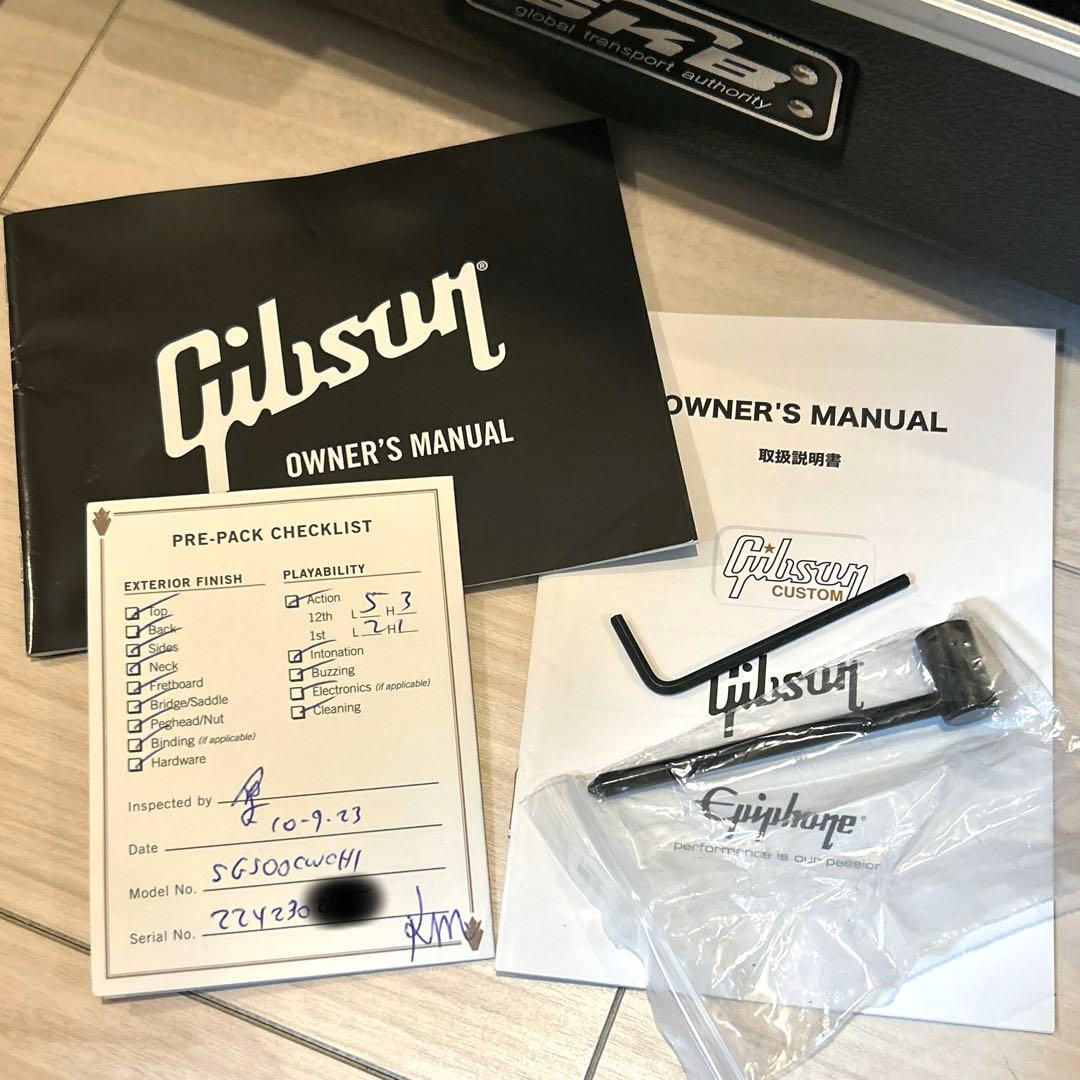 SKB
global transport authority
Gibson®
OWNER'S MANUAL
OWNER'S MANUAL
取扱説明書
Gibson
CUSTOM
Gibson
Epiphone®
performance is our passion
PRE-PACK CHECKLIST
EXTERIOR FINISH
Top
Back
Sides
Neck
Fretboard
Bridge/Saddle
Peghead/Nut
Binding (if applicable)
Hardware
PLAYABILITY
Action
12th L 5 H 3
1st L 2 H 1
Intonation
Buzzing
Electronics (if applicable)
Cleaning
Inspected by
Date 10-9-23
Model No. SGS00CWCH1
Serial No. 224230
KM